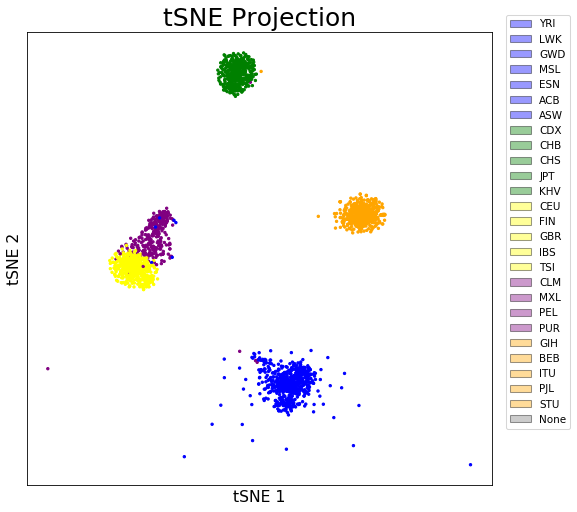 tSNE Projection
tSNE 2
tSNE 1
YRI
LWK
GWD
MSL
ESN
ACB
ASW
CDX
CHB
CHS
JPT
KHV
CEU
FIN
GBR
IBS
TSI
CLM
MXL
PEL
PUR
GIH
BEB
ITU
PJL
STU
None